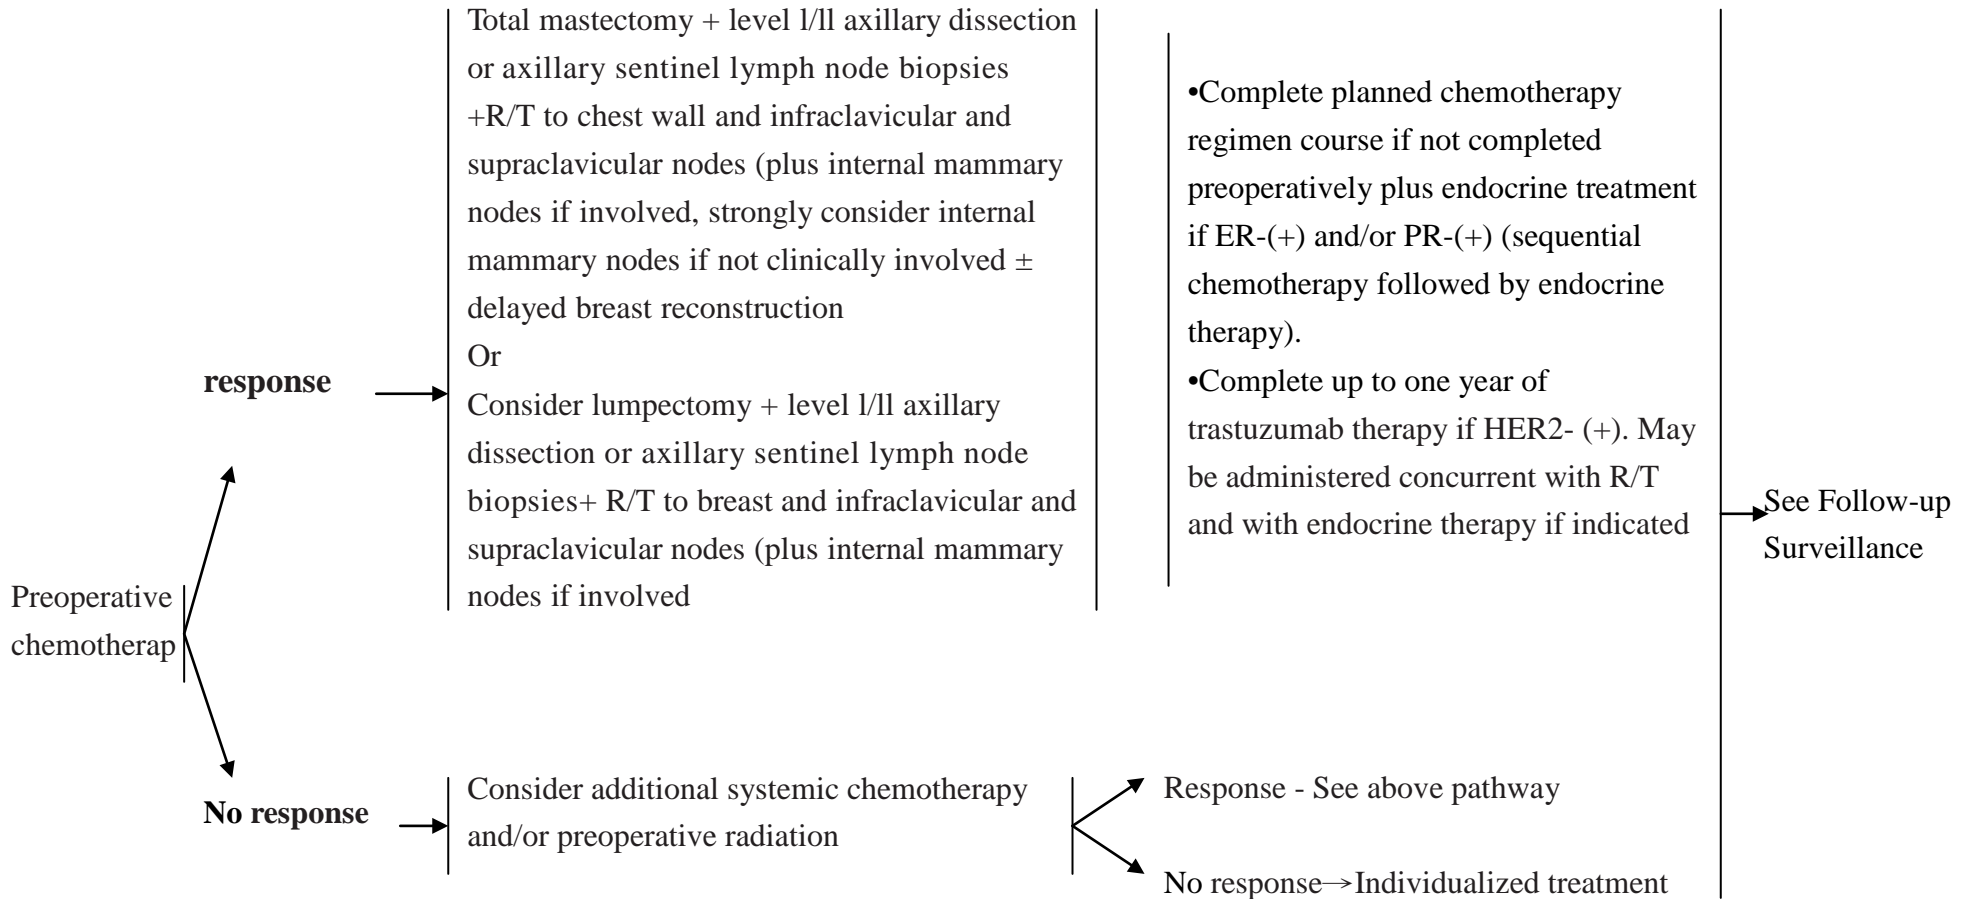 Total mastectomy + level l/ll axillary dissection
or axillary sentinel lymph node biopsies
+R/T to chest wall and infraclavicular and
supraclavicular nodes (plus internal mammary
nodes if involved, strongly consider internal
mammary nodes if not clinically involved ±
delayed breast reconstruction
Or
Consider lumpectomy + level l/ll axillary
dissection or axillary sentinel lymph node
biopsies+ R/T to breast and infraclavicular and
supraclavicular nodes (plus internal mammary
nodes if involved
•Complete planned chemotherapy
regimen course if not completed
preoperatively plus endocrine treatment
if ER-(+) and/or PR-(+) (sequential
chemotherapy followed by endocrine
therapy).
•Complete up to one year of
trastuzumab therapy if HER2- (+). May
be administered concurrent with R/T
and with endocrine therapy if indicated
response
See Follow-up
Surveillance
Preoperative
chemotherap
No response
Consider additional systemic chemotherapy
and/or preoperative radiation
Response - See above pathway
No response→Individualized treatment